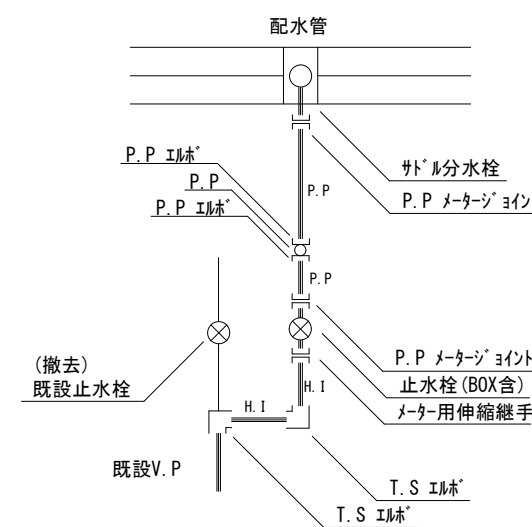 配水管
P.P ｴﾙﾎﾞ
P.P
P.P ｴﾙﾎﾞ
ｻﾄﾞﾙ分水栓
P.P ﾒｰﾀｰｼﾞｮｲﾝ
P.P
P.P
(撤去)
既設止水栓
P.P ﾒｰﾀｰｼﾞｮｲﾝﾄ
止水栓(BOX含)
ﾒｰﾀｰ用伸縮継手
H.I
H.I
既設V.P
T.S ｴﾙﾎﾞ
T.S ｴﾙﾎﾞ